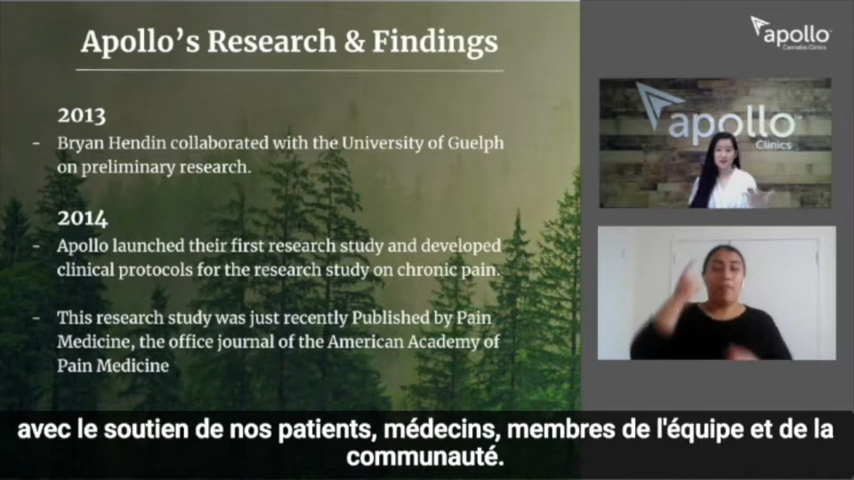 Apollo's Research & Findings
2013
- Bryan Hendin collaborated with the University of Guelph
on preliminary research.
2014
- Apollo launched their first research study and developed
clinical protocols for the research study on chronic pain.
- This research study was just recently Published by Pain
Medicine, the office journal of the American Academy of
Pain Medicine
apollo™
Cannabis Clinics
apollo™
Clinics
avec le soutien de nos patients, médecins, membres de l'équipe et de la
communauté.